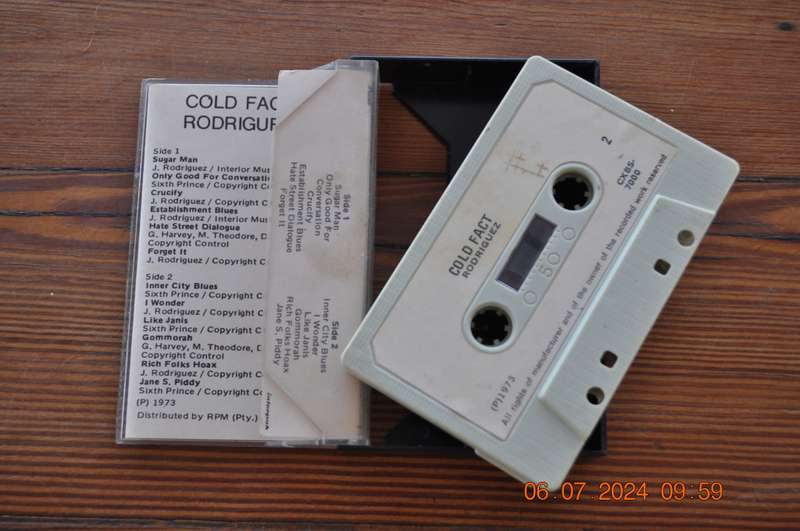 COLD FAC
RODRIGUE
Side 1
Sugar Man
J. Rodriguez / Interior Mus
Only Good For Conversatio
Sixth Prince / Copyright C
Crucify
J. Rodriguez / Copyright C
Establishment Blues
J. Rodriguez / Interior Mus
Hate Street Dialogue
G. Harvey, M. Theodore, D
Copyright Control
Forget It
J. Rodriguez / Copyright C
Side 2
Inner City Blues
Sixth Prince / Copyright C
I Wonder
J. Rodriguez / Copyright C
Like Janis
Sixth Prince / Copyright C
Gommorah
G. Harvey, M. Theodore, D
Copyright Control
Rich Folks Hoax
J. Rodriguez / Copyright C
Jane S. Piddy
Sixth Prince / Copyright Co
(P) 1973
Distributed by RPM (Pty.)
Side 1
Sugar Man
Only Good For
Conversation
Crucify
Establishment Blues
Hate Street Dialogue
Forget It
Side 2
Inner City Blues
I Wonder
Like Janis
Gommorah
Rich Folks Hoax
Jane S. Piddy
COLD FACT
RODRIGUEZ
2
CXBS-
7000
0 50 0
(P)1973
All rights of manufacturer and of the owner of the recorded work reserved
06.07.2024 09:59